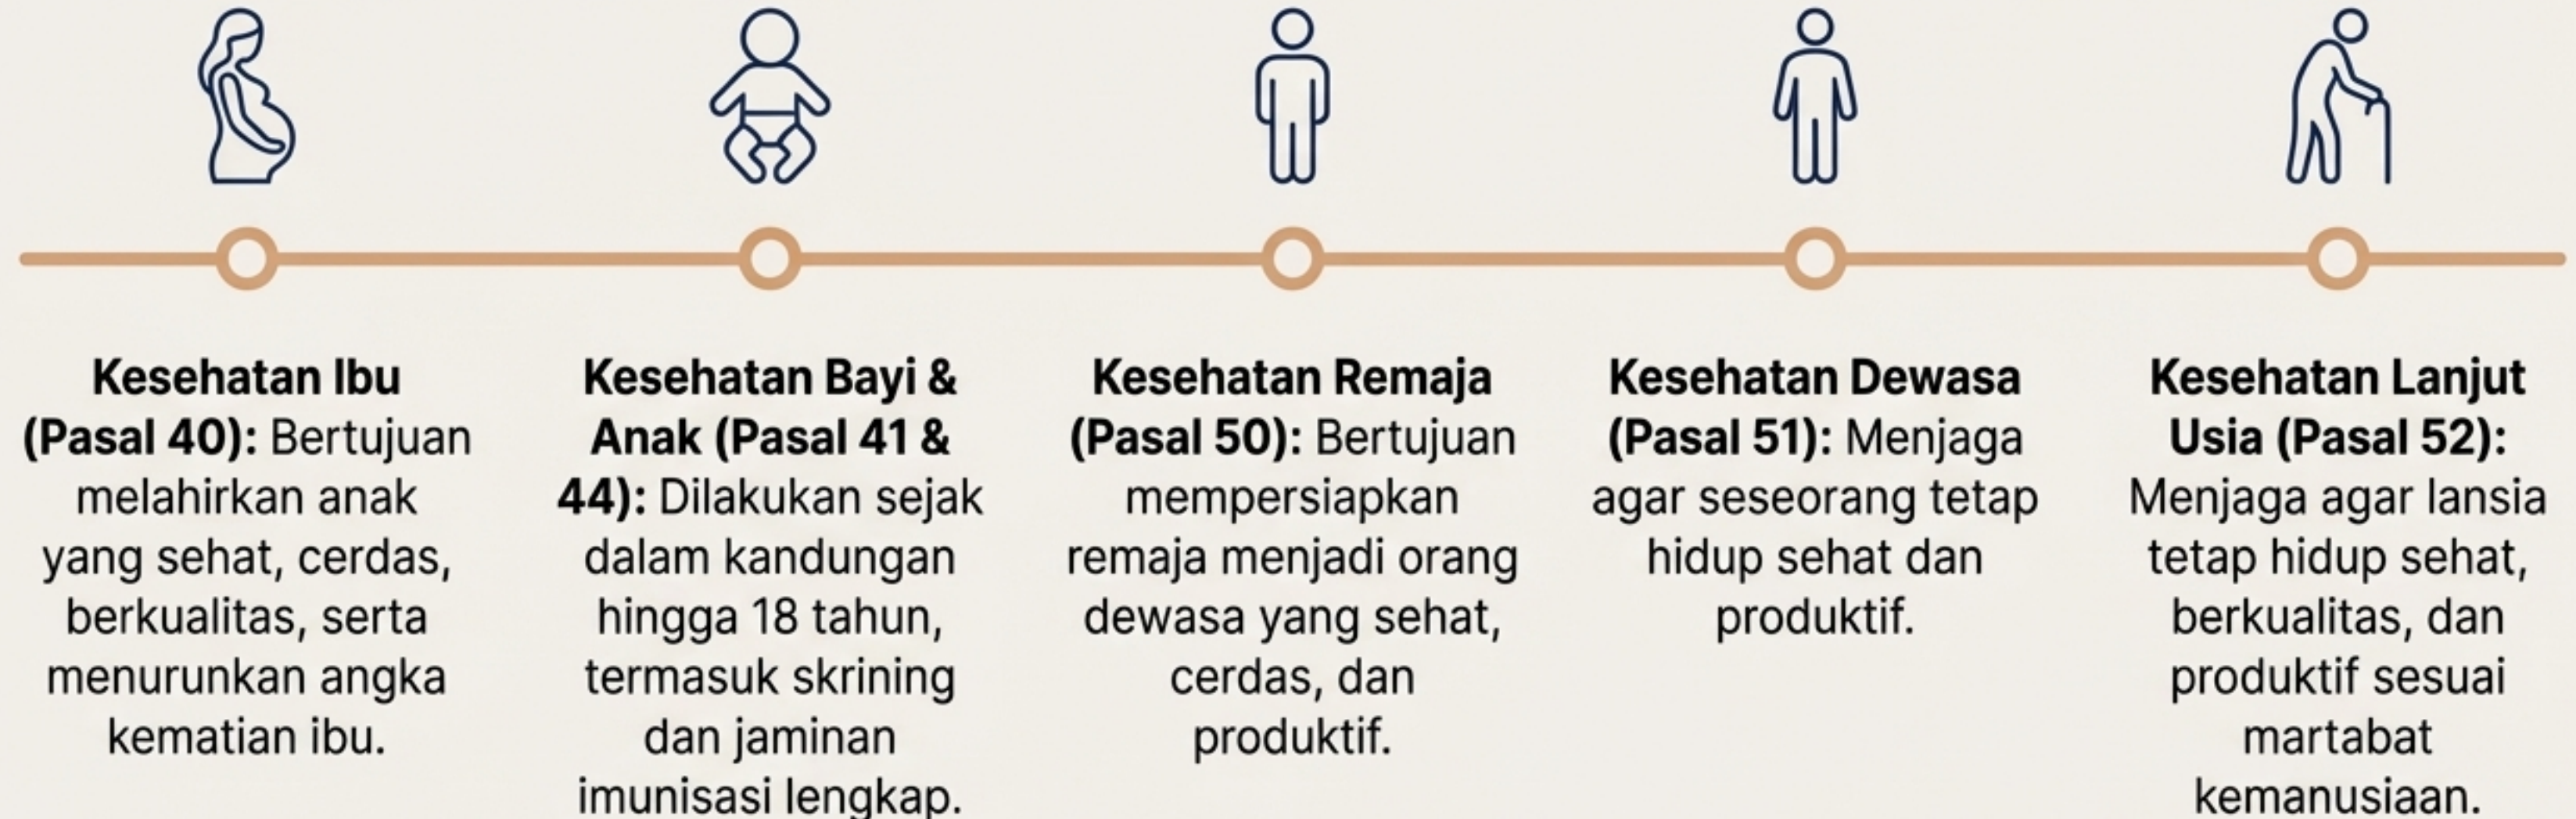 Kesehatan Ibu
(Pasal 40): Bertujuan
melahirkan anak
yang sehat, cerdas,
berkualitas, serta
menurunkan angka
kematian ibu.
Kesehatan Bayi &
Anak (Pasal 41 &
44): Dilakukan sejak
dalam kandungan
hingga 18 tahun,
termasuk skrining
dan jaminan
imunisasi lengkap.
Kesehatan Remaja
(Pasal 50): Bertujuan
mempersiapkan
remaja menjadi orang
dewasa yang sehat,
cerdas, dan
produktif.
Kesehatan Dewasa
(Pasal 51): Menjaga
agar seseorang tetap
hidup sehat dan
produktif.
Kesehatan Lanjut
Usia (Pasal 52):
Menjaga agar lansia
tetap hidup sehat,
berkualitas, dan
produktif sesuai
martabat
kemanusiaan.